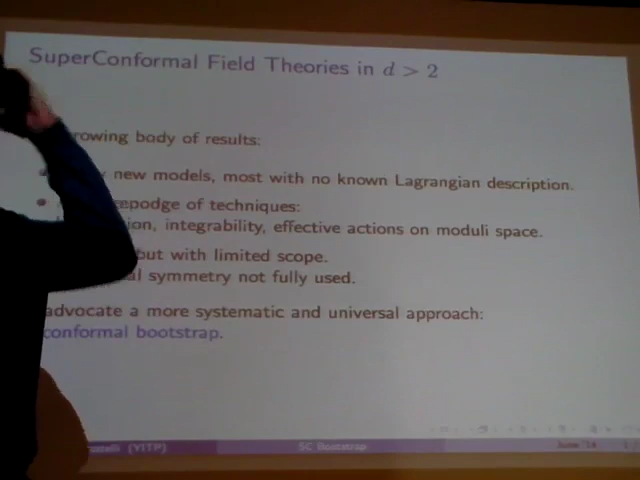 SuperConformal Field Theories in d > 2
rowing body of results:
new models, most with no known Lagrangian description.
epodge of techniques:
ion, integrability, effective actions on moduli space.
but with limited scope.
al symmetry not fully used.
advocate a more systematic and universal approach:
conformal bootstrap.
astelli (YITP) SC Bootstrap June '14